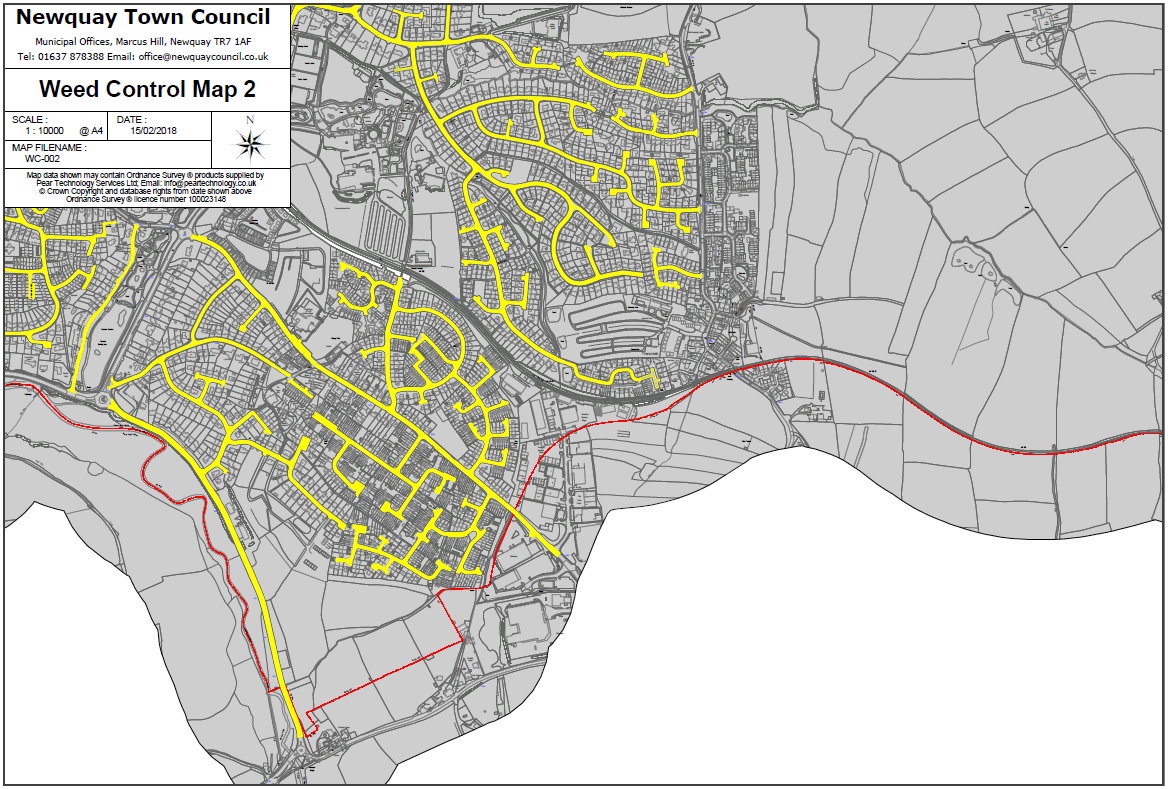 Newquay Town Council
Municipal Offices, Marcus Hill, Newquay TR7 1AF
Tel: 01637 878388 Email: office@newquaycouncil.co.uk
Weed Control Map 2
SCALE :
1 : 10000 @ A4
DATE :
15/02/2018
MAP FILENAME :
WC-002
N
Map data shown may contain Ordnance Survey ® products supplied by
Pear Technology Services Ltd; Email: info@peartechnology.co.uk
© Crown Copyright and database rights from date shown above
Ordnance Survey ® licence number 100023148